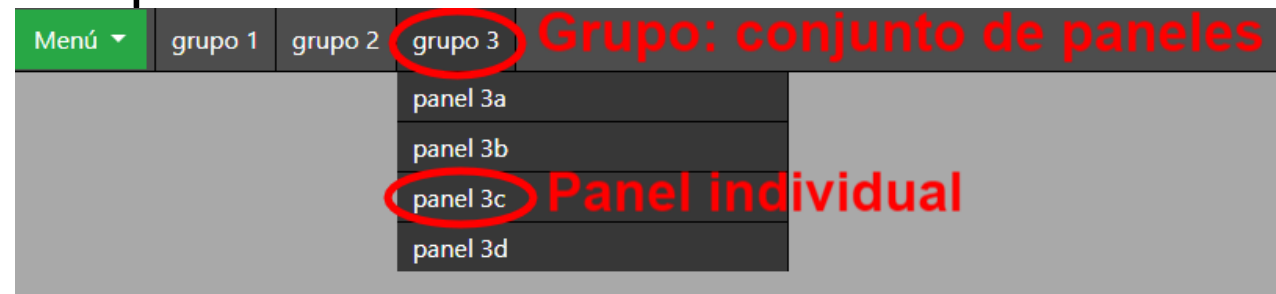 Menú grupo 1 grupo 2 grupo 3 Grupo: conjunto de paneles
panel 3a
panel 3b
panel 3c Panel individual
panel 3d